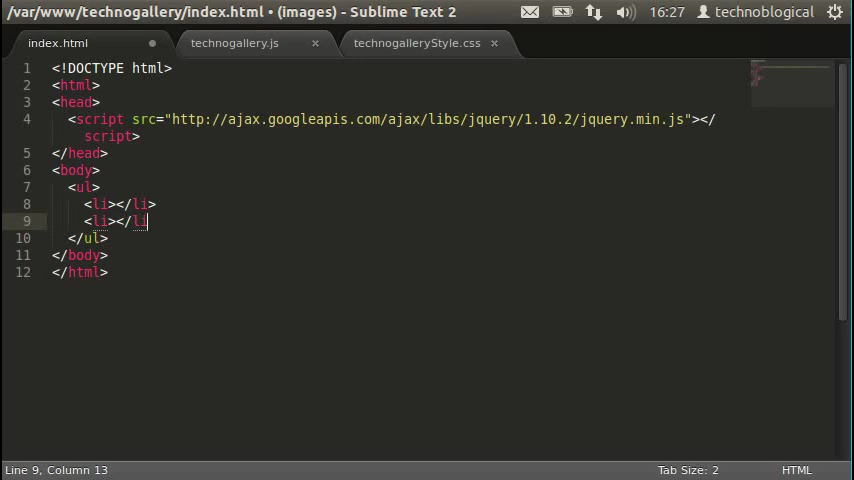 /var/www/technogallery/index.html • (images) - Sublime Text 2 16:27 technoblogical
index.html technogallery.js technogalleryStyle.css
1 <!DOCTYPE html>
2 <html>
3 <head>
4 <script src="http://ajax.googleapis.com/ajax/libs/jquery/1.10.2/jquery.min.js"></
script>
5 </head>
6 <body>
7 <ul>
8 <li></li>
9 <li></li
10 </ul>
11 </body>
12 </html>
Line 9, Column 13 Tab Size: 2 HTML